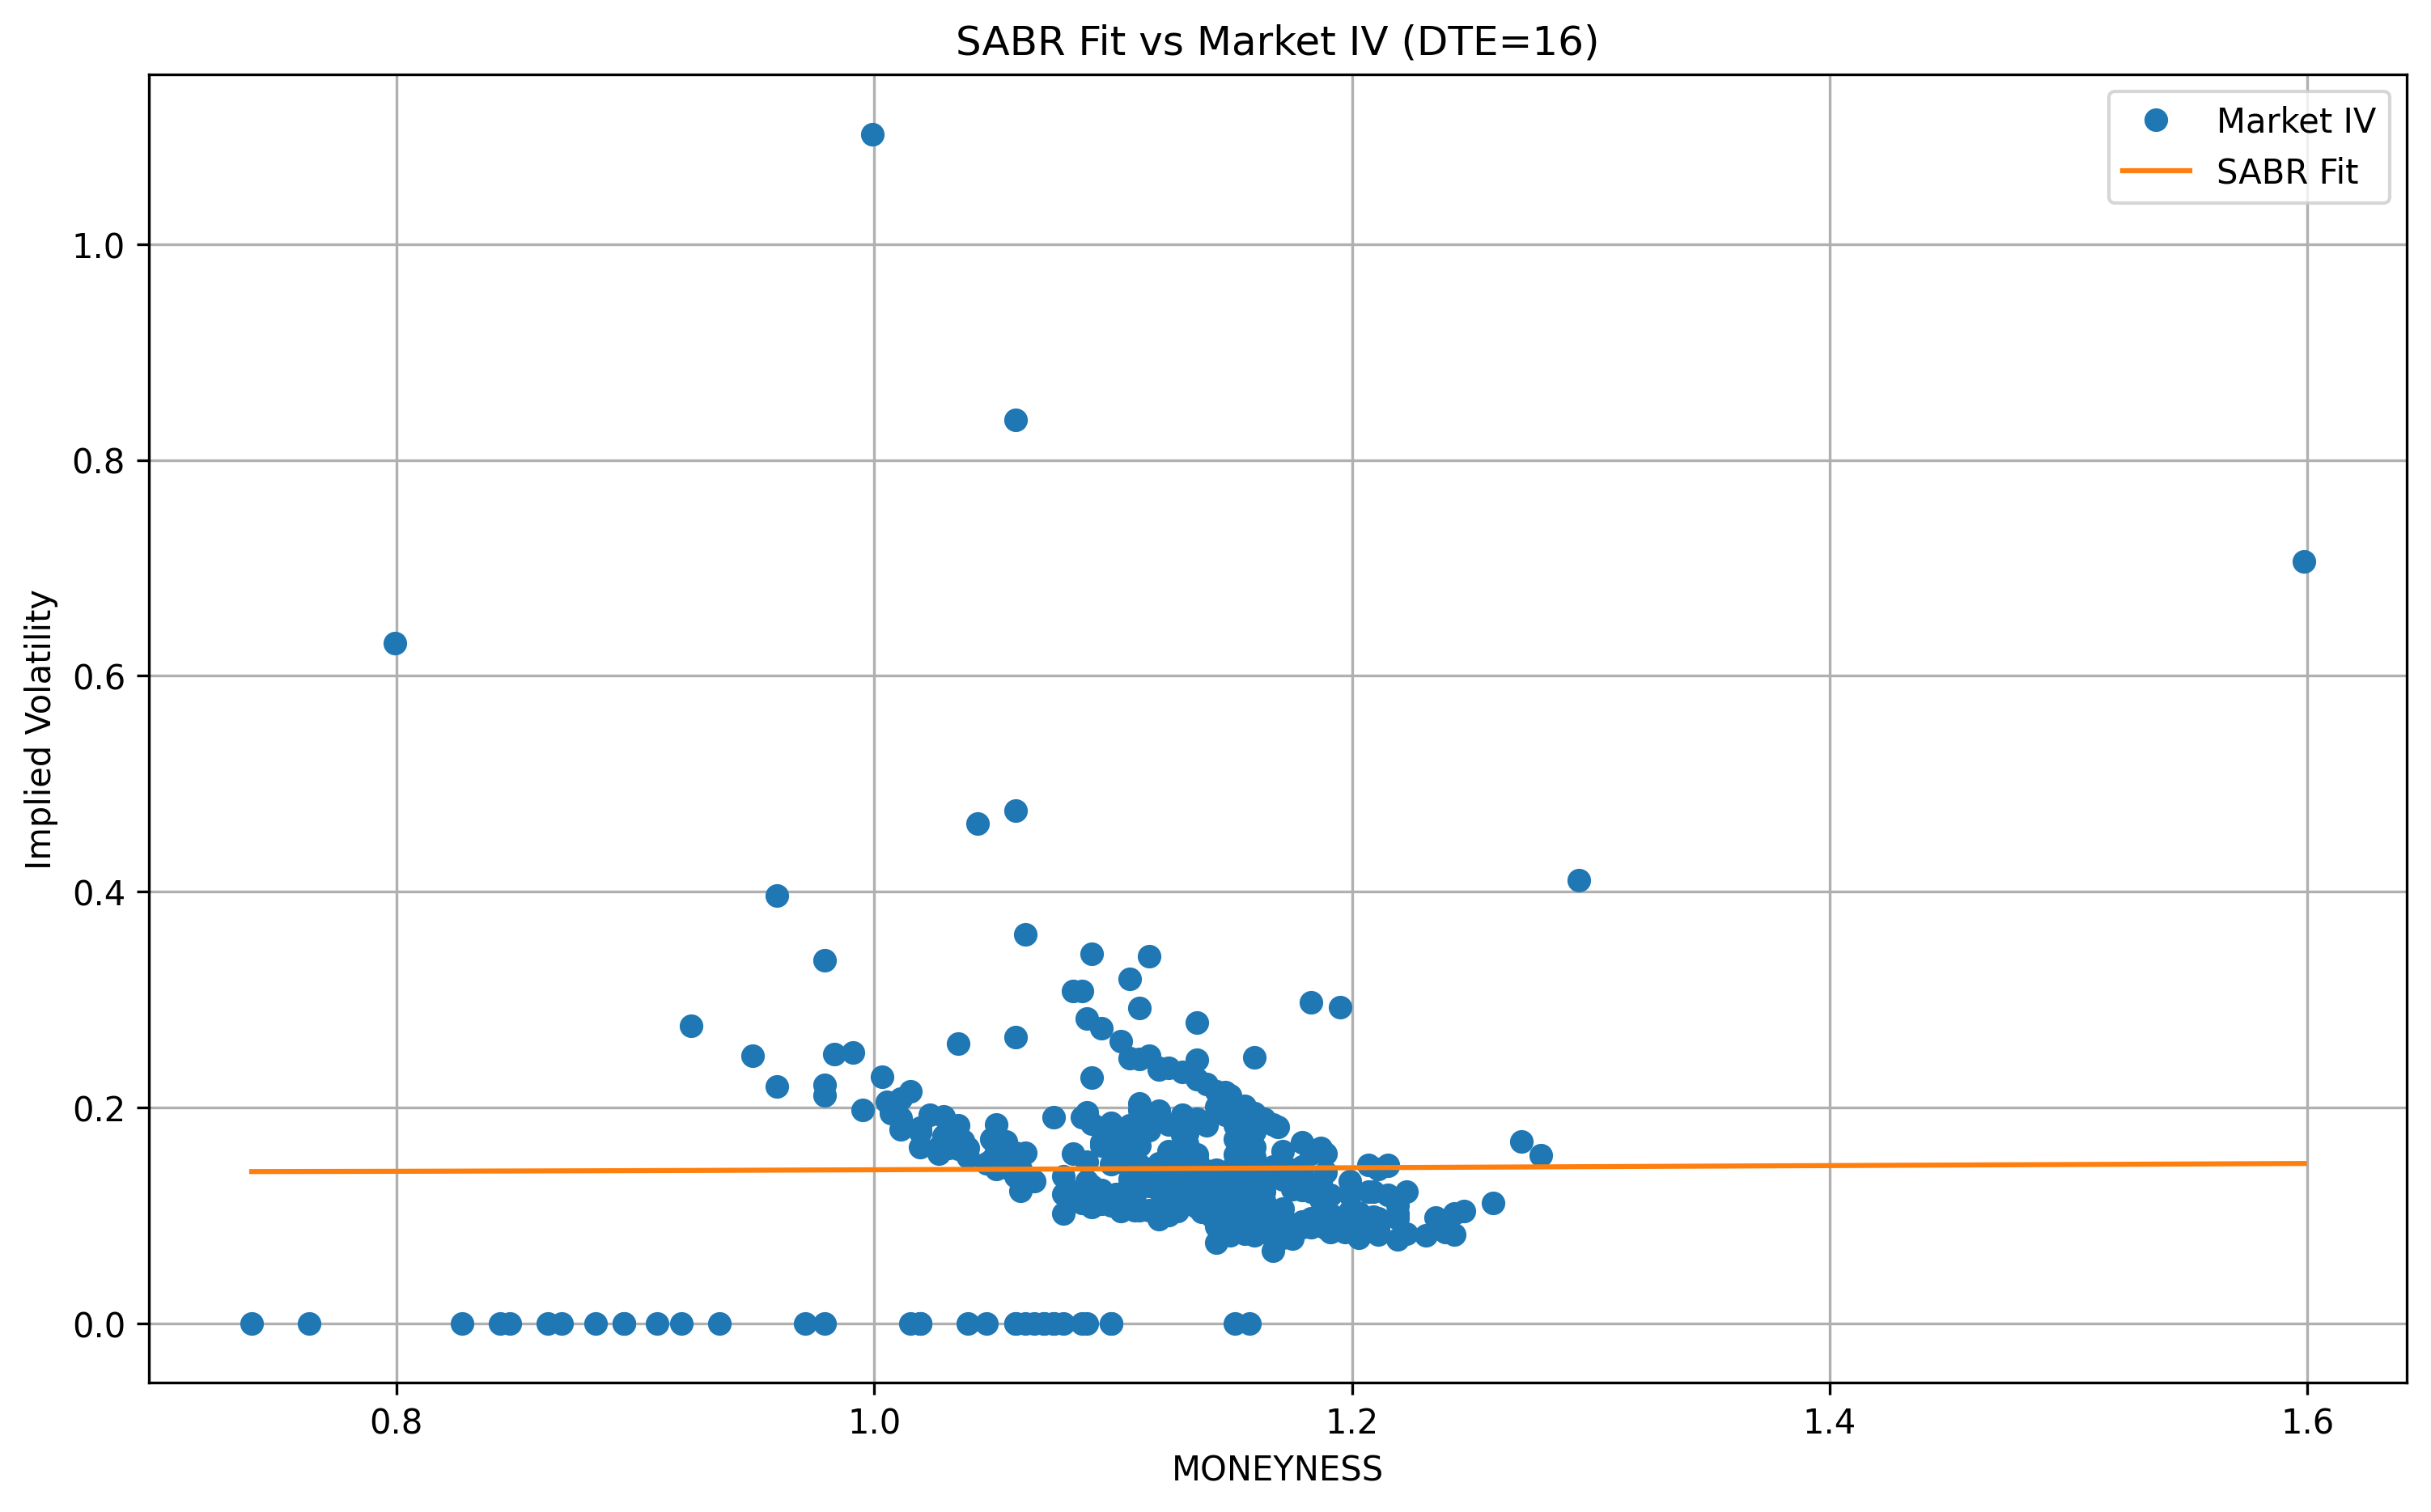 SABR Fit vs Market IV (DTE=16)
Market IV
SABR Fit
Implied Volatility
1.0
0.8
0.6
0.4
0.2
0.0
0.8 1.0 1.2 1.4 1.6
MONEYNESS